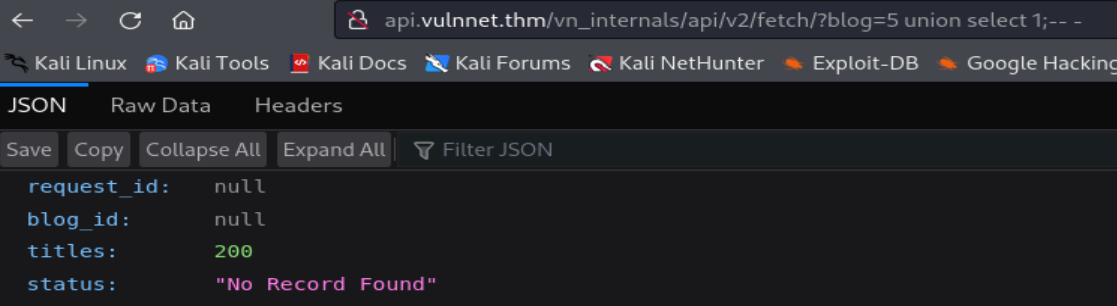 api.vulnnet.thm/vn_internals/api/v2/fetch/?blog=5 union select 1;-- -
Kali Linux Kali Tools Kali Docs Kali Forums Kali NetHunter Exploit-DB Google Hacking
JSON Raw Data Headers
Save Copy Collapse All Expand All Filter JSON
request_id: null
blog_id: null
titles: 200
status: "No Record Found"